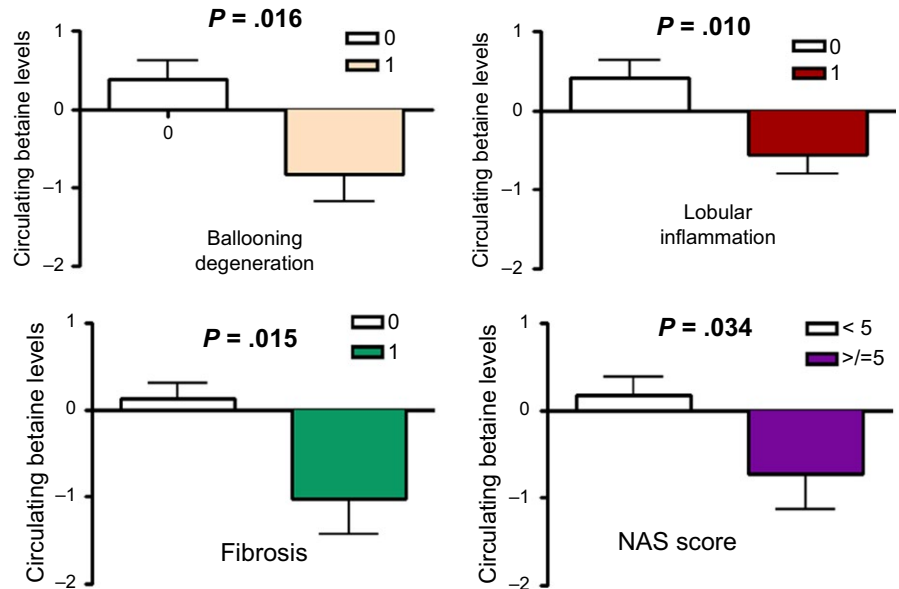 P = .016
0
1
Circulating betaine levels
1
0
–1
–2
0
Ballooning
degeneration
P = .010
0
1
Circulating betaine levels
1
0
–1
–2
Lobular
inflammation
P = .015
0
1
Circulating betaine levels
1
0
–1
–2
Fibrosis
P = .034
< 5
>/=5
Circulating betaine levels
1
0
–1
–2
NAS score